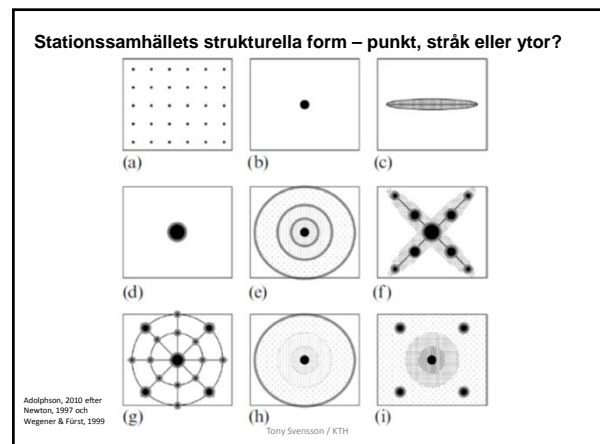 Stationssamhällets strukturella form – punkt, stråk eller ytor?
(a) (b) (c)
(d) (e) (f)
(g) (h) (i)
Adolphson, 2010 efter
Newton, 1997 och
Wegener & Fürst, 1999
Tony Svensson / KTH